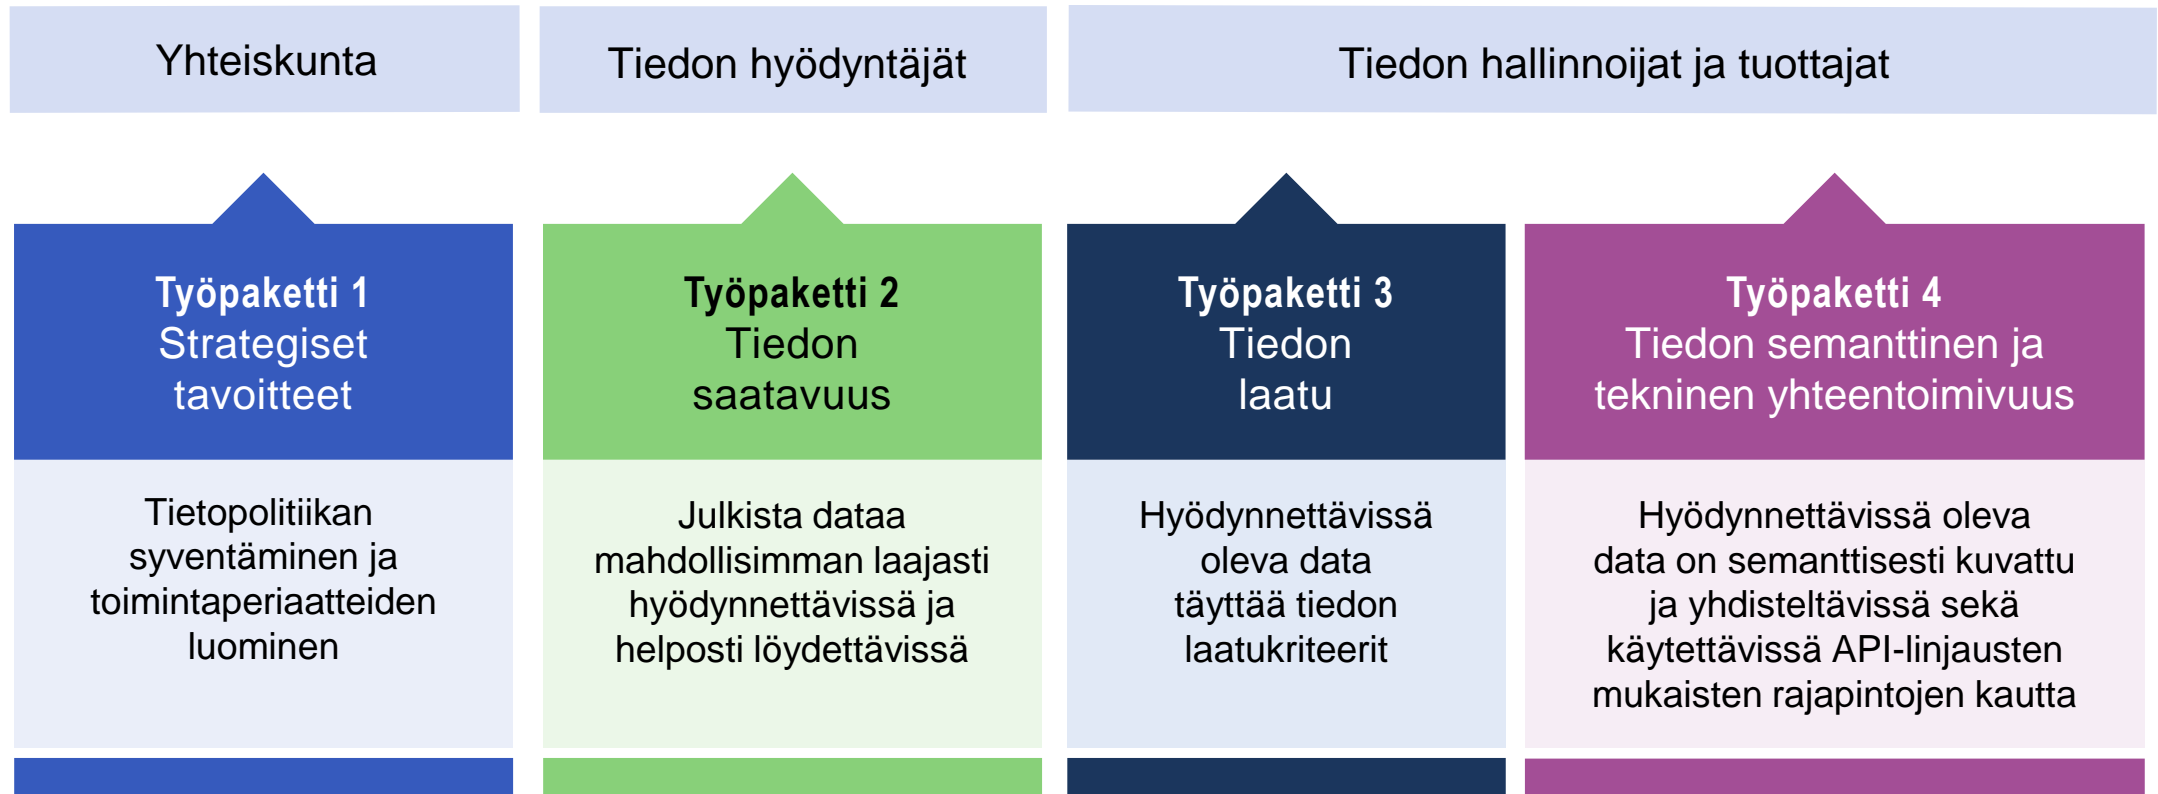 Yhteiskunta
Tiedon hyödyntäjät
Tiedon hallinnoijat ja tuottajat
Työpaketti 1
Strategiset
tavoitteet
Tietopolitiikan
syventäminen ja
toimintaperiaatteiden
luominen
Työpaketti 2
Tiedon
saatavuus
Julkista dataa
mahdollisimman laajasti
hyödynnettävissä ja
helposti löydettävissä
Työpaketti 3
Tiedon
laatu
Hyödynnettävissä
oleva data
täyttää tiedon
laatukriteerit
Työpaketti 4
Tiedon semanttinen ja
tekninen yhteentoimivuus
Hyödynnettävissä oleva
data on semanttisesti kuvattu
ja yhdisteltävissä sekä
käytettävissä API-linjausten
mukaisten rajapintojen kautta